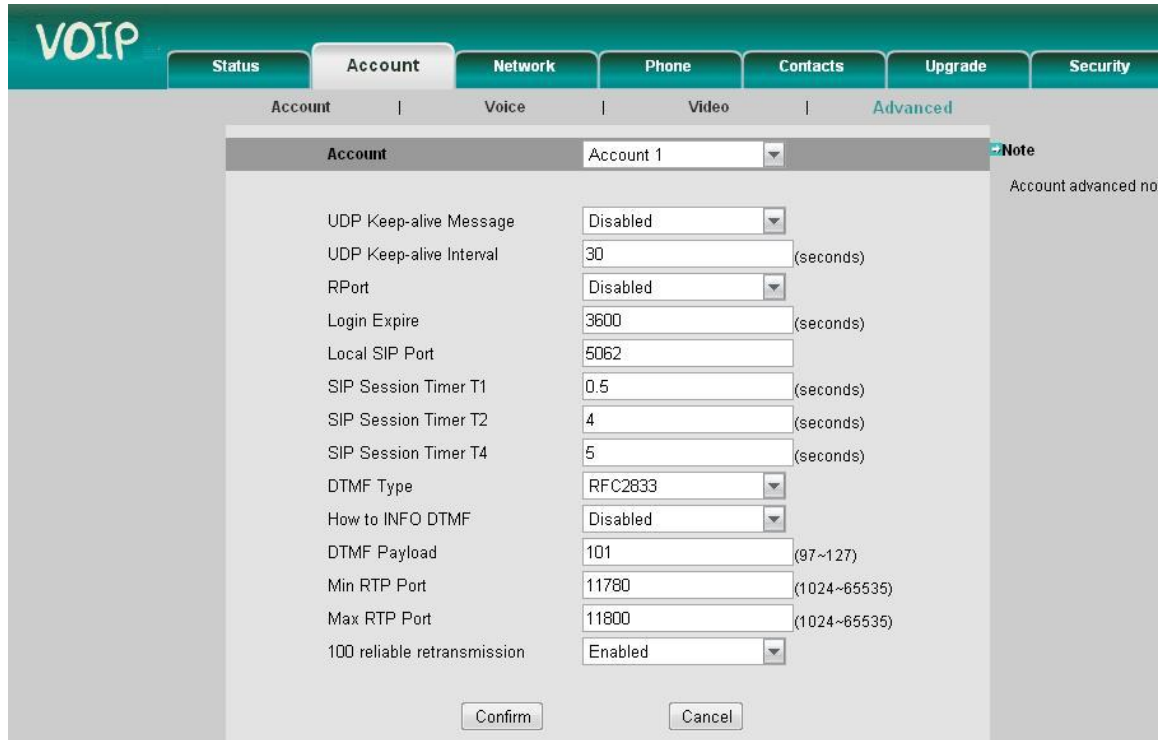 VOIP
Status Account Network Phone Contacts Upgrade Security
Account | Voice | Video | Advanced
Account Account 1
Note
Account advanced no
UDP Keep-alive Message Disabled
UDP Keep-alive Interval 30 (seconds)
RPort Disabled
Login Expire 3600 (seconds)
Local SIP Port 5062
SIP Session Timer T1 0.5 (seconds)
SIP Session Timer T2 4 (seconds)
SIP Session Timer T4 5 (seconds)
DTMF Type RFC2833
How to INFO DTMF Disabled
DTMF Payload 101 (97~127)
Min RTP Port 11780 (1024~65535)
Max RTP Port 11800 (1024~65535)
100 reliable retransmission Enabled
Confirm Cancel